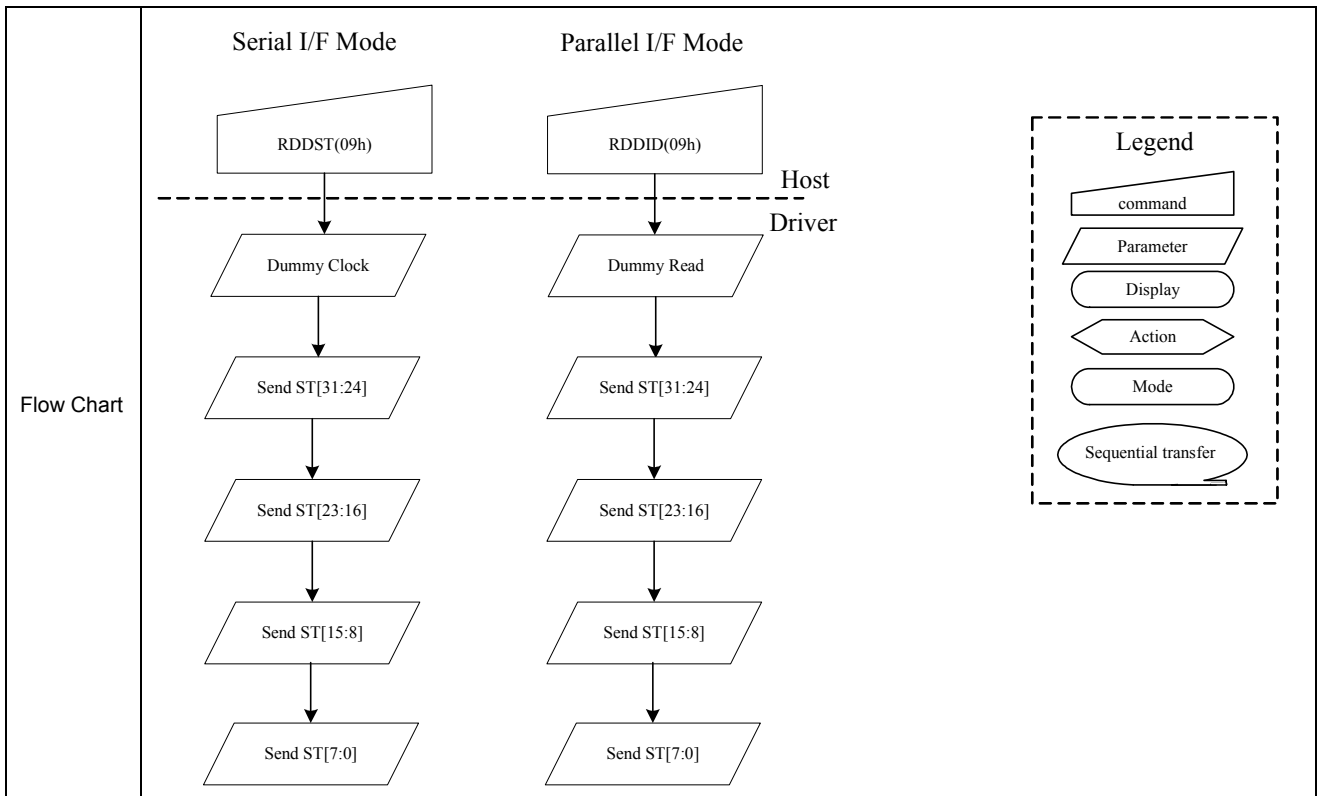 Flow Chart
Serial I/F Mode
RDDST(09h)
Dummy Clock
Send ST[31:24]
Send ST[23:16]
Send ST[15:8]
Send ST[7:0]
Parallel I/F Mode
RDDID(09h)
Dummy Read
Send ST[31:24]
Send ST[23:16]
Send ST[15:8]
Send ST[7:0]
Host
Driver
Legend
command
Parameter
Display
Action
Mode
Sequential transfer